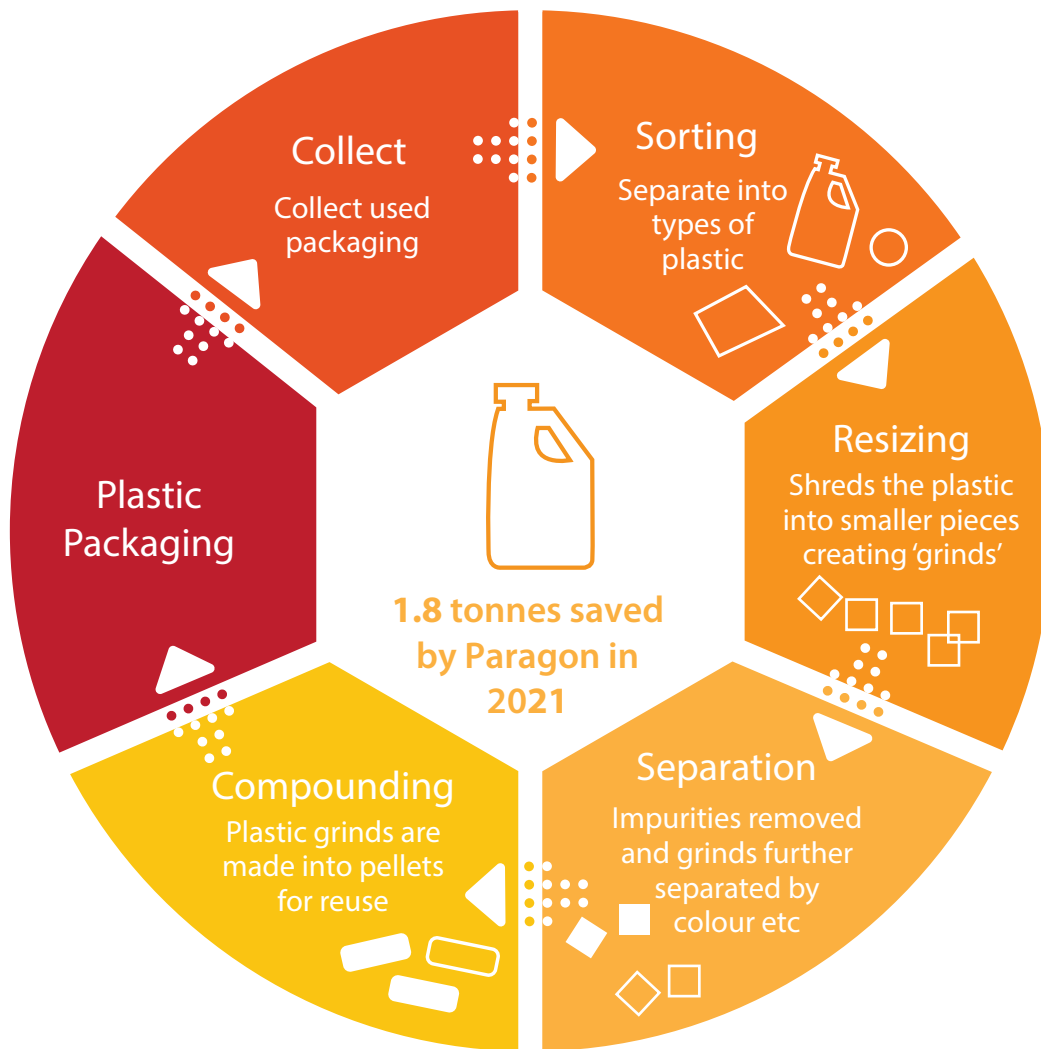 Collect
Collect used
packaging
Sorting
Separate into
types of
plastic
Resizing
Shreds the plastic
into smaller pieces
creating ‘grinds’
Separation
Impurities removed
and grinds further
separated by
colour etc
Compounding
Plastic grinds are
made into pellets
for reuse
Plastic
Packaging
1.8 tonnes saved
by Paragon in
2021